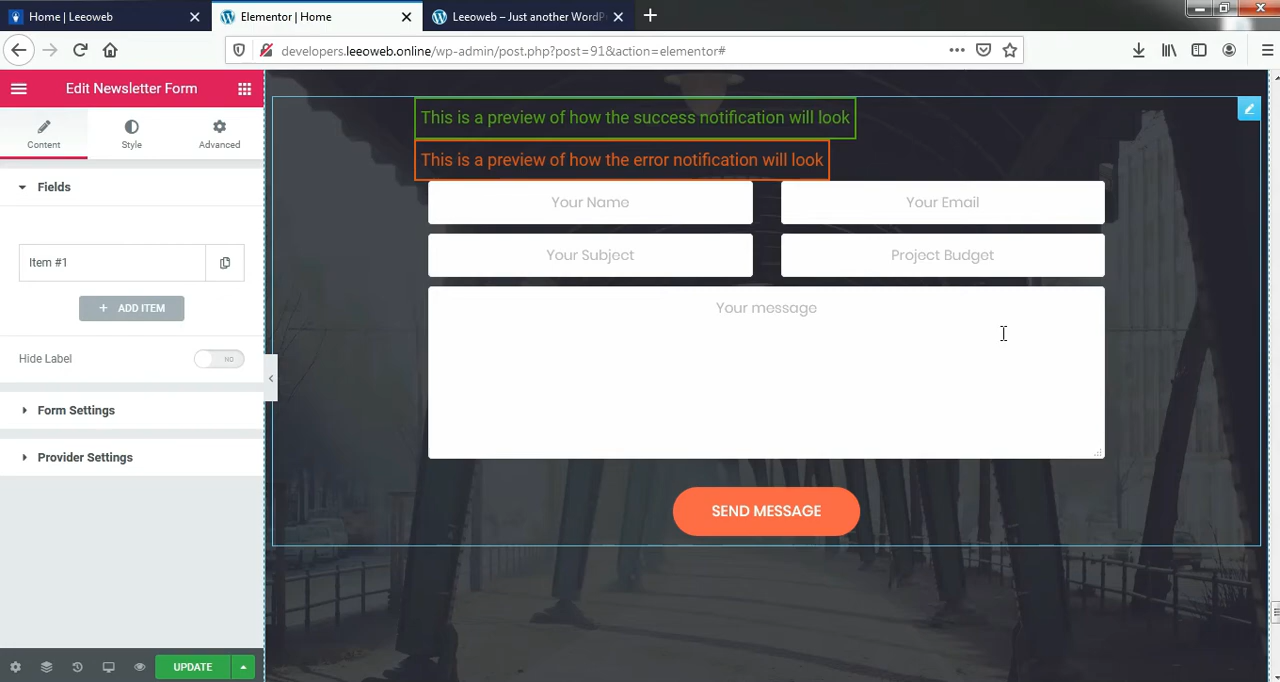 Home | Leeoweb
Elementor | Home
Leeoweb – Just another WordPr
developers.leeoweb.online/wp-admin/post.php?post=91&action=elementor#
Edit Newsletter Form
Content
Style
Advanced
Fields
Item #1
ADD ITEM
Hide Label
NO
Form Settings
Provider Settings
UPDATE
This is a preview of how the success notification will look
This is a preview of how the error notification will look
Your Name
Your Email
Your Subject
Project Budget
Your message
SEND MESSAGE